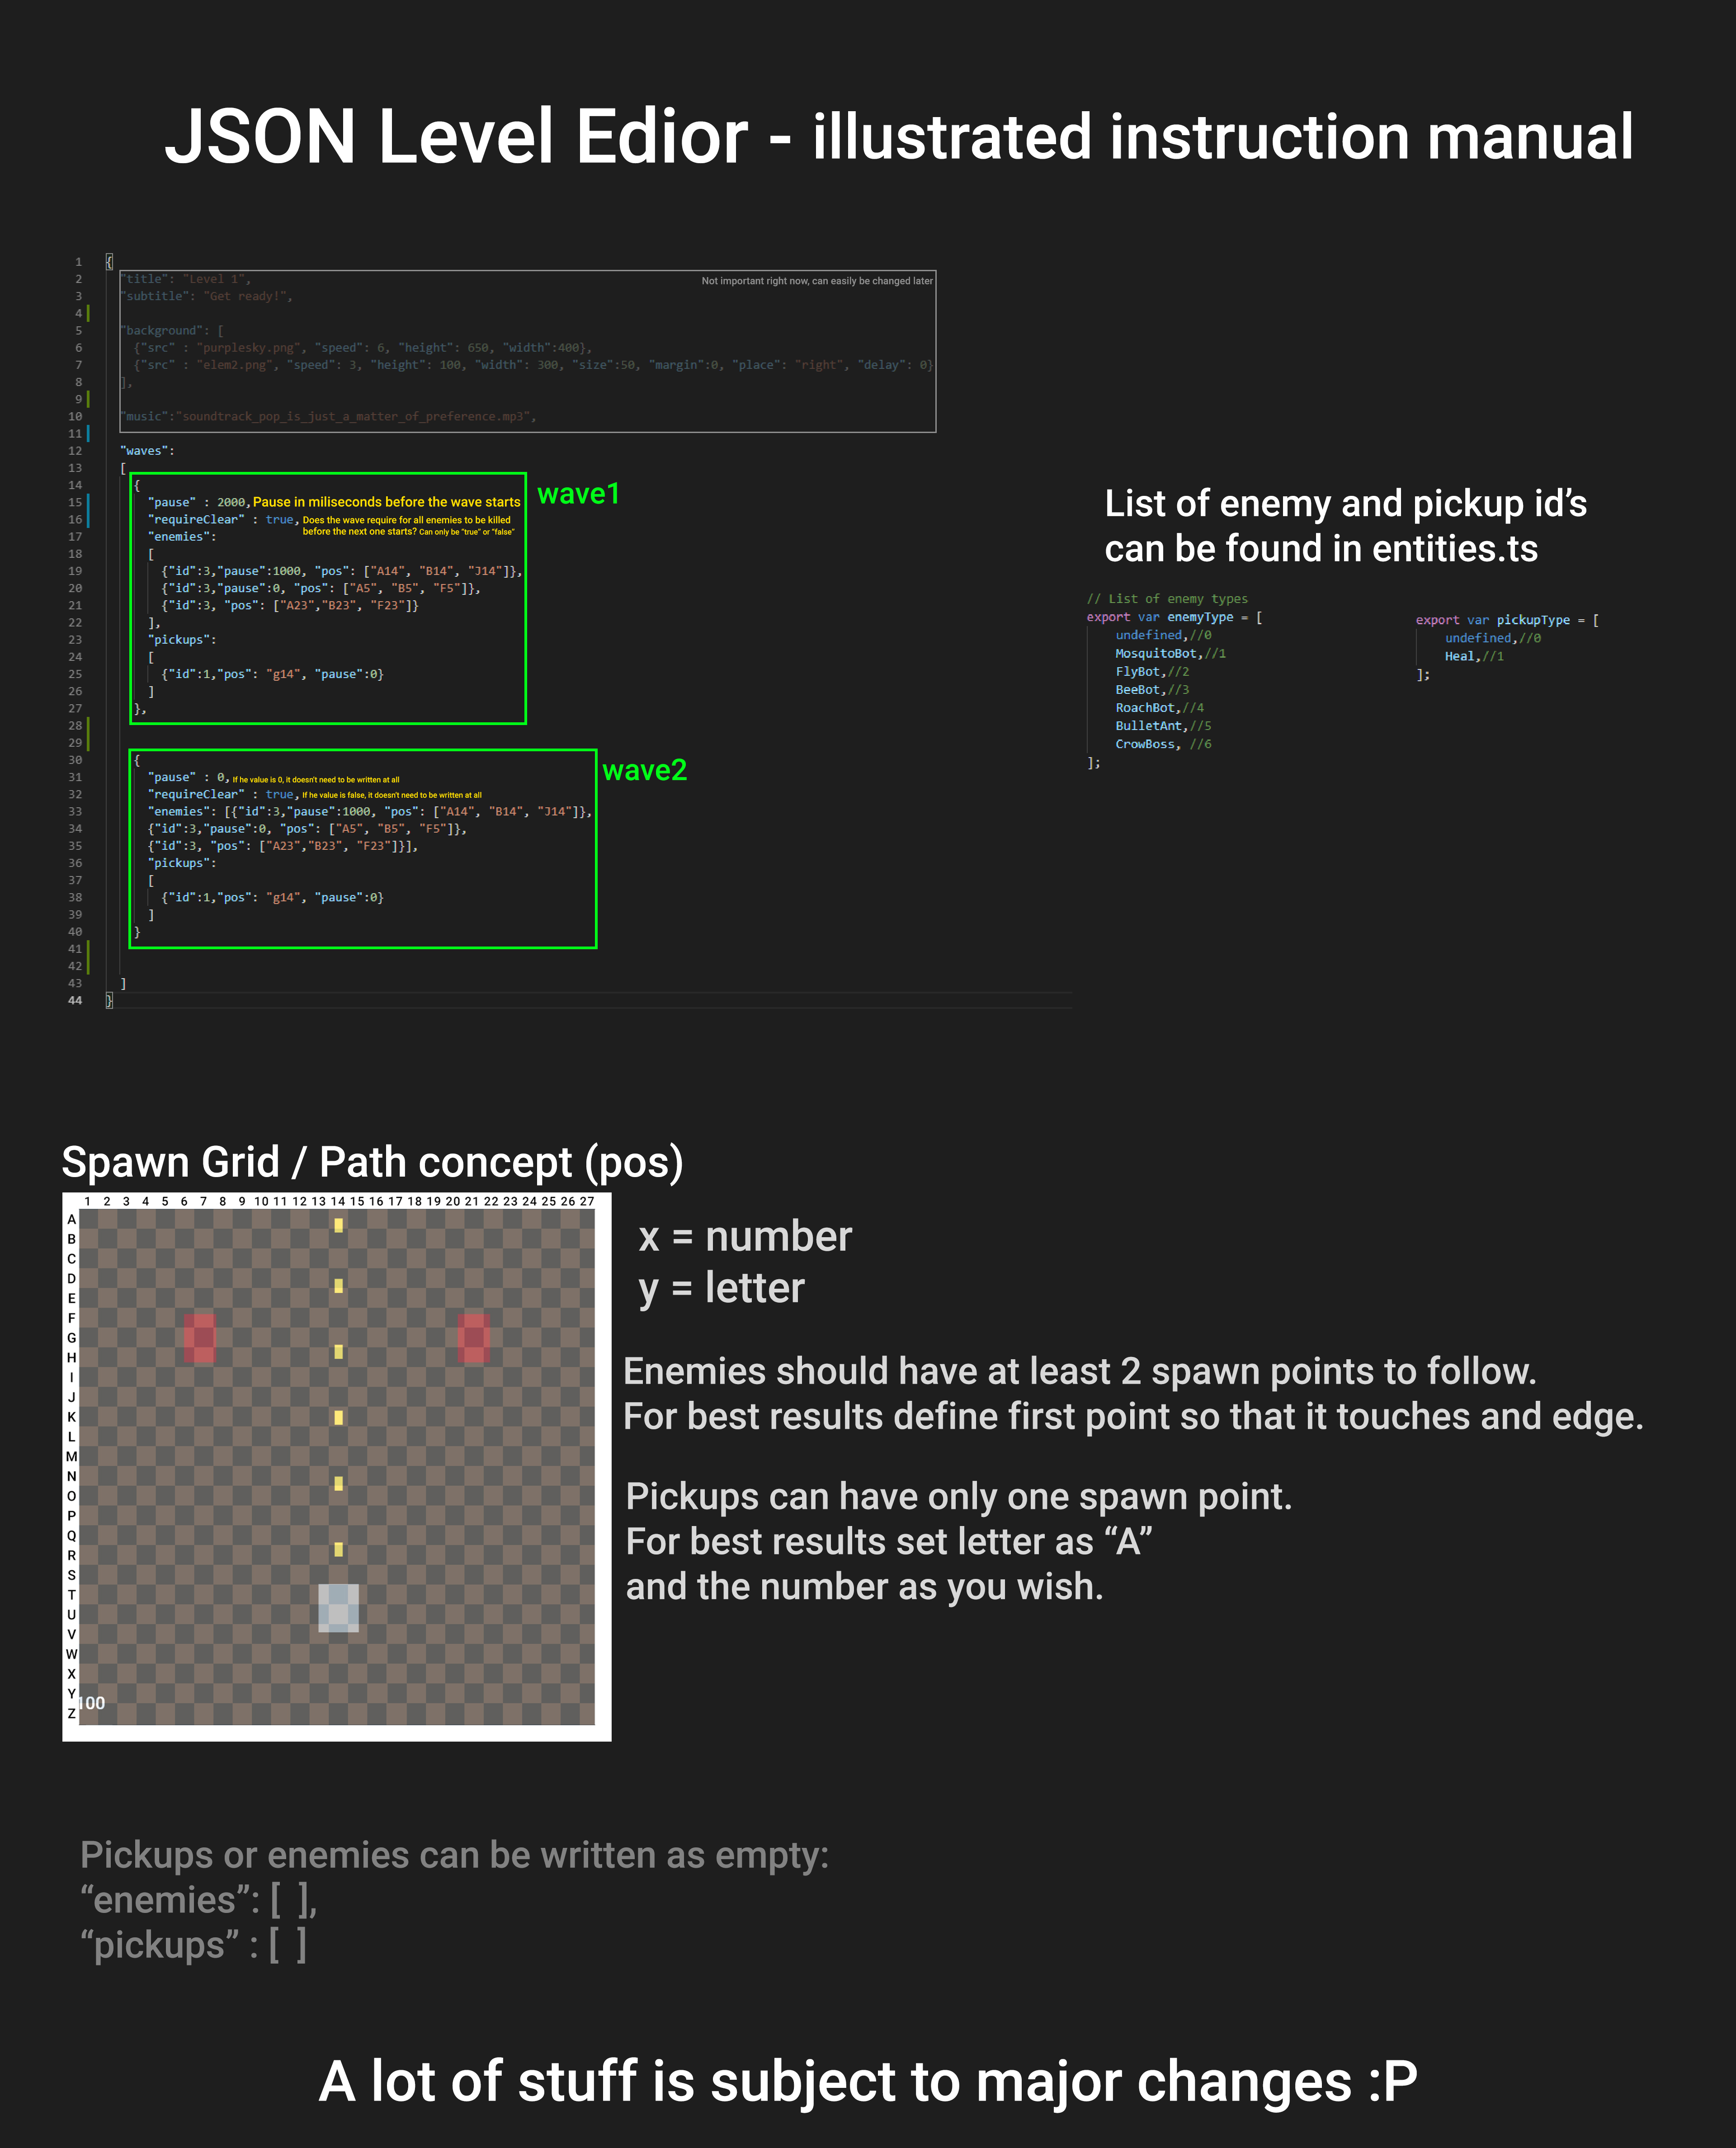 JSON Level Edior - illustrated instruction manual
1 {
2 "title": "Level 1",
Not important right now, can easily be changed later
3 "subtitle": "Get ready!",
4
5 "background": [
6 {"src" : "purplesky.png", "speed": 6, "height": 650, "width":400},
7 {"src" : "elem2.png", "speed": 3, "height": 100, "width": 300, "size":50, "margin":0, "place": "right", "delay": 0}
8 ],
9
10 "music":"soundtrack_pop_is_just_a_matter_of_preference.mp3",
11
12 "waves":
13 [
14 {
wave1
15 "pause" : 2000, Pause in miliseconds before the wave starts
16 "requireClear" : true, Does the wave require for all enemies to be killed
before the next one starts? Can only be "true" or "false"
17 "enemies":
18 [
19 {"id":3,"pause":1000, "pos": ["A14", "B14", "J14"]},
20 {"id":3,"pause":0, "pos": ["A5", "B5", "F5"]},
21 {"id":3, "pos": ["A23","B23", "F23"]}
22 ],
23 "pickups":
24 [
25 {"id":1,"pos": "g14", "pause":0}
26 ]
27 },
28
29
30 {
wave2
31 "pause" : 0, If he value is 0, it doesn't need to be written at all
32 "requireClear" : true, If he value is false, it doesn't need to be written at all
33 "enemies": [{"id":3,"pause":1000, "pos": ["A14", "B14", "J14"]},
34 {"id":3,"pause":0, "pos": ["A5", "B5", "F5"]},
35 {"id":3, "pos": ["A23","B23", "F23"]}],
36 "pickups":
37 [
38 {"id":1,"pos": "g14", "pause":0}
39 ]
40 }
41
42
43 ]
44 }
List of enemy and pickup id's
can be found in entities.ts
// List of enemy types
export var enemyType = [
undefined,//0
MosquitoBot,//1
FlyBot,//2
BeeBot,//3
RoachBot,//4
BulletAnt,//5
CrowBoss, //6
];
export var pickupType = [
undefined,//0
Heal,//1
];
Spawn Grid / Path concept (pos)
1 2 3 4 5 6 7 8 9 10 11 12 13 14 15 16 17 18 19 20 21 22 23 24 25 26 27
A
B
C
D
E
F
G
H
I
J
K
L
M
N
O
P
Q
R
S
T
U
V
W
X
Y
100
Z
x = number
y = letter
Enemies should have at least 2 spawn points to follow.
For best results define first point so that it touches and edge.
Pickups can have only one spawn point.
For best results set letter as “A”
and the number as you wish.
Pickups or enemies can be written as empty:
“enemies”: [ ],
“pickups” : [ ]
A lot of stuff is subject to major changes :P